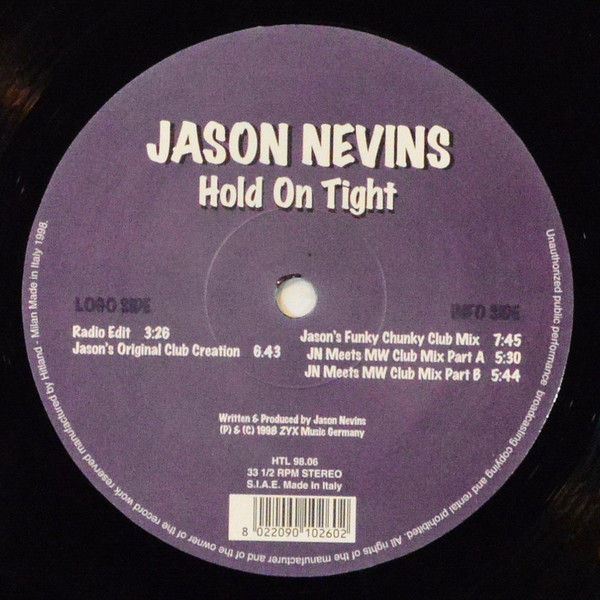 JASON NEVINS
Hold On Tight
LOGO SIDE
Radio Edit 3:26
Jason's Original Club Creation 6.43
INFO SIDE
Jason's Funky Chunky Club Mix 7:45
JN Meets MW Club Mix Part A 5:30
JN Meets MW Club Mix Part B 5:44
Written & Produced by Jason Nevins
(P) & (C) 1998 ZYX Music Germany
HTL 98.06
33 1/2 RPM STEREO
S.I.A.E. Made in Italy
8 022090 102602
Unauthorized public performance broadcasting copying and rental prohibited. All rights of the manufacturer and of the owner of the record work reserved manufactured by Hitland - Milan Made in Italy 1998.